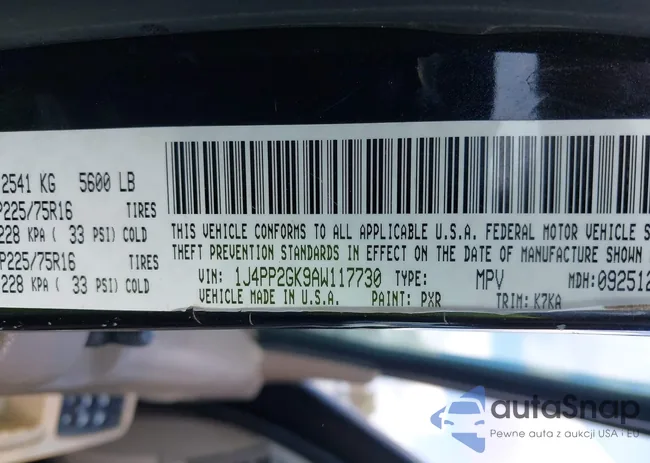 2541 KG 5600 LB
P225/75R16 TIRES
228 KPA ( 33 PSI) COLD
P225/75R16 TIRES
228 KPA ( 33 PSI) COLD
THIS VEHICLE CONFORMS TO ALL APPLICABLE U.S.A. FEDERAL MOTOR VEHICLE S
THEFT PREVENTION STANDARDS IN EFFECT ON THE DATE OF MANUFACTURE SHOWN
VIN: 1J4PP2GK9AW117730 TYPE: MPV MDH:092512
VEHICLE MADE IN U.S.A. PAINT: PXR TRIM: K7KA
autoSnap
Pewne auta z aukcji USA i EU